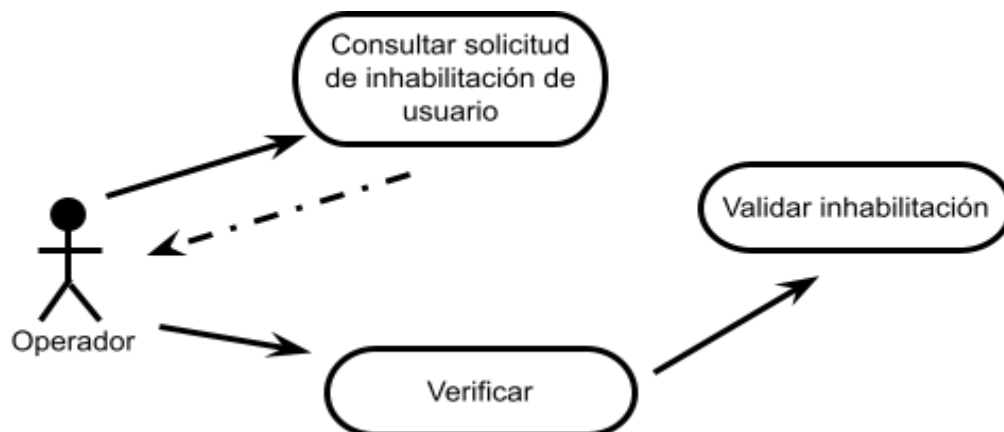 Consultar solicitud
de inhabilitación de
usuario
Validar inhabilitación
Operador
Verificar